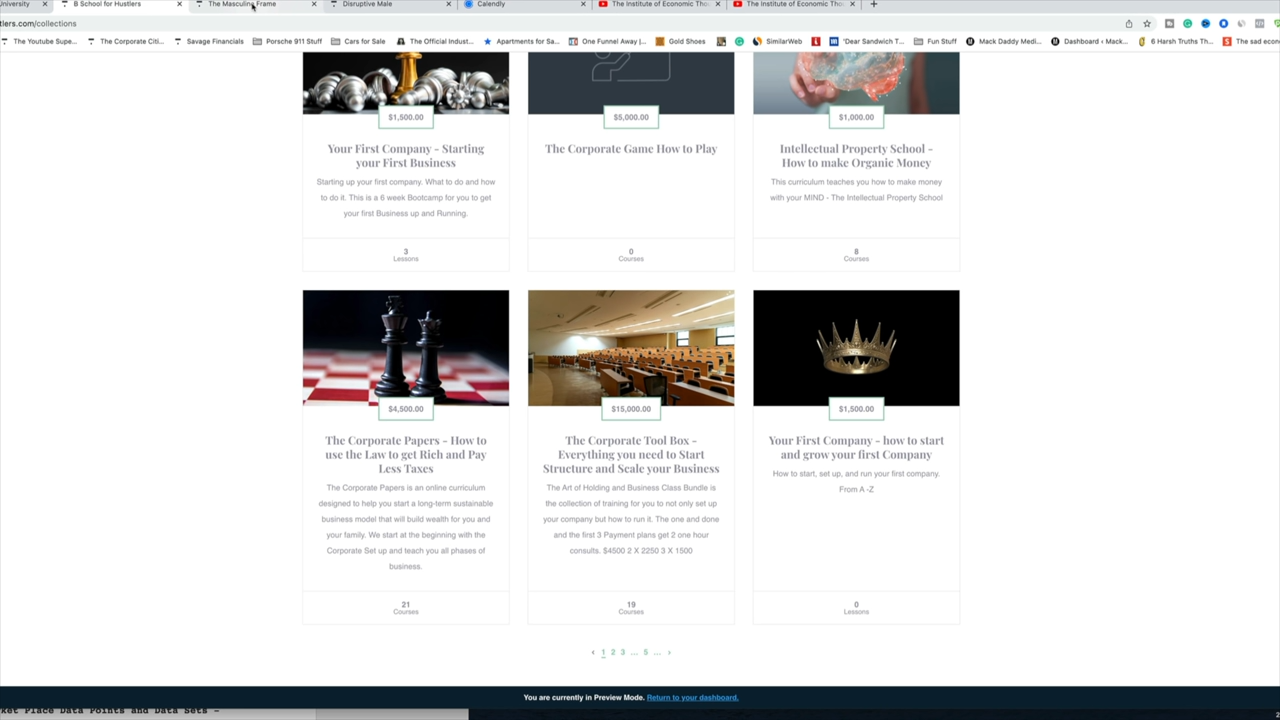 University
B School for Hustlers
The Masculine Frame
Disruptive Male
Calendly
The Institute of Economic Thou
The Institute of Economic Thou
tlers.com/collections
The Youtube Supe...
The Corporate Citi...
Savage Financials
Porsche 911 Stuff
Cars for Sale
The Official Indust...
Apartments for Sa...
One Funnel Away |...
Gold Shoes
SimilarWeb
'Dear Sandwich T...
Fun Stuff
Mack Daddy Medi...
Dashboard ‹ Mack...
6 Harsh Truths Th...
The sad econ
$1,500.00
Your First Company - Starting
your First Business
Starting up your first company. What to do and how
to do it. This is a 6 week Bootcamp for you to get
your first Business up and Running.
3
Lessons
$5,000.00
The Corporate Game How to Play
0
Courses
$1,000.00
Intellectual Property School -
How to make Organic Money
This curriculum teaches you how to make money
with your MIND - The Intellectual Property School
8
Courses
$4,500.00
The Corporate Papers - How to
use the Law to get Rich and Pay
Less Taxes
The Corporate Papers is an online curriculum
designed to help you start a long-term sustainable
business model that will build wealth for you and
your family. We start at the beginning with the
Corporate Set up and teach you all phases of
business.
21
Courses
$15,000.00
The Corporate Tool Box -
Everything you need to Start
Structure and Scale your Business
The Art of Holding and Business Class Bundle is
the collection of training for you to not only set up
your company but how to run it. The one and done
and the first 3 Payment plans get 2 one hour
consults. $4500 2 X 2250 3 X 1500
19
Courses
$1,500.00
Your First Company - how to start
and grow your first Company
How to start, set up, and run your first company.
From A -Z
0
Lessons
‹ 1 2 3 ... 5 ... ›
You are currently in Preview Mode. Return to your dashboard.
ket Place Data Points and Data Sets -